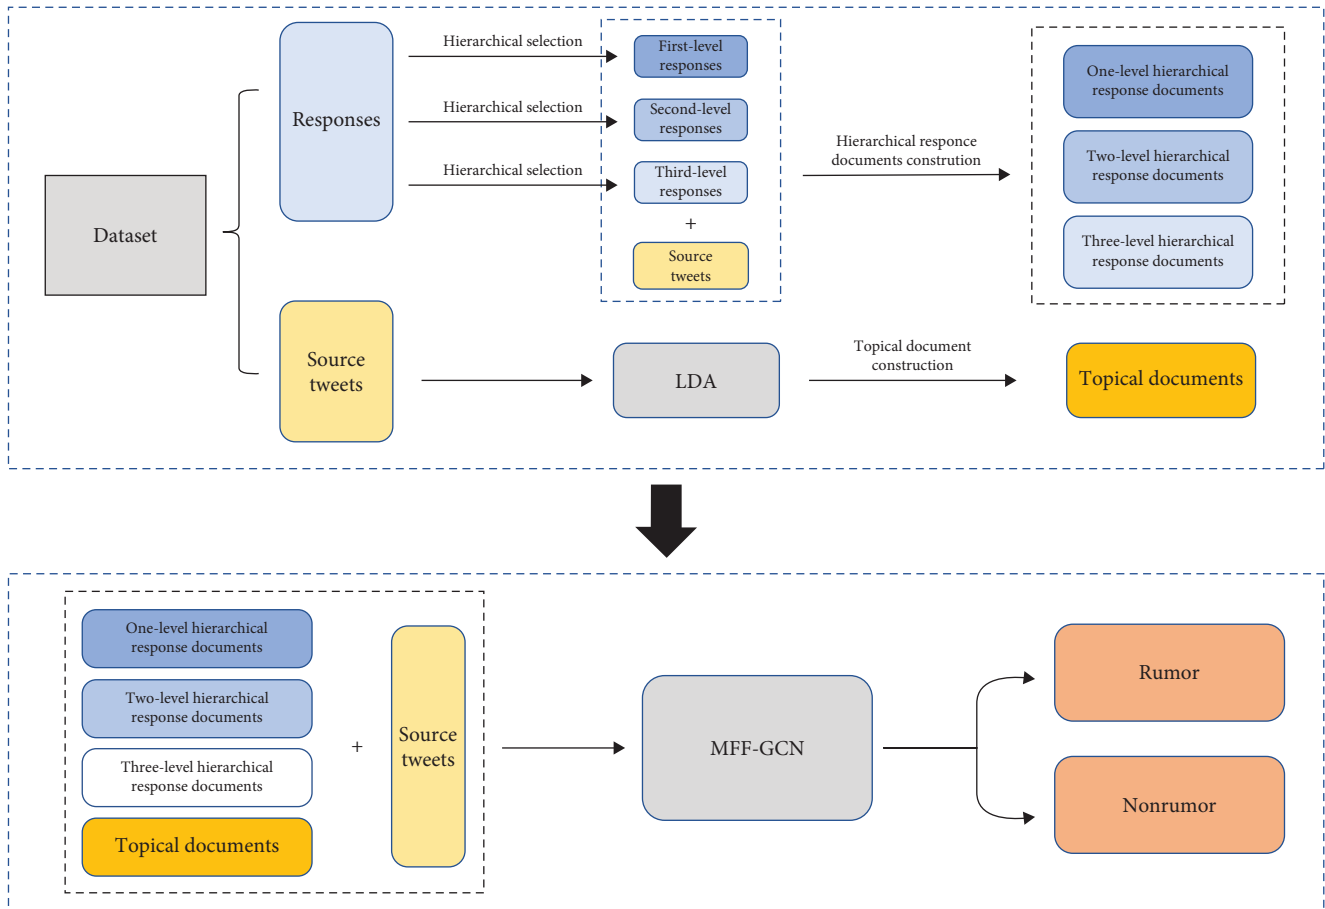 Dataset
Responses
Source
tweets
Hierarchical selection
Hierarchical selection
Hierarchical selection
First-level
responses
Second-level
responses
Third-level
responses
+
Source
tweets
Hierarchical responce
documents constrution
One-level hierarchical
response documents
Two-level hierarchical
response documents
Three-level hierarchical
response documents
LDA
Topical document
construction
Topical documents
One-level hierarchical
response documents
Two-level hierarchical
response documents
Three-level hierarchical
response documents
Topical documents
+
Source
tweets
MFF-GCN
Rumor
Nonrumor